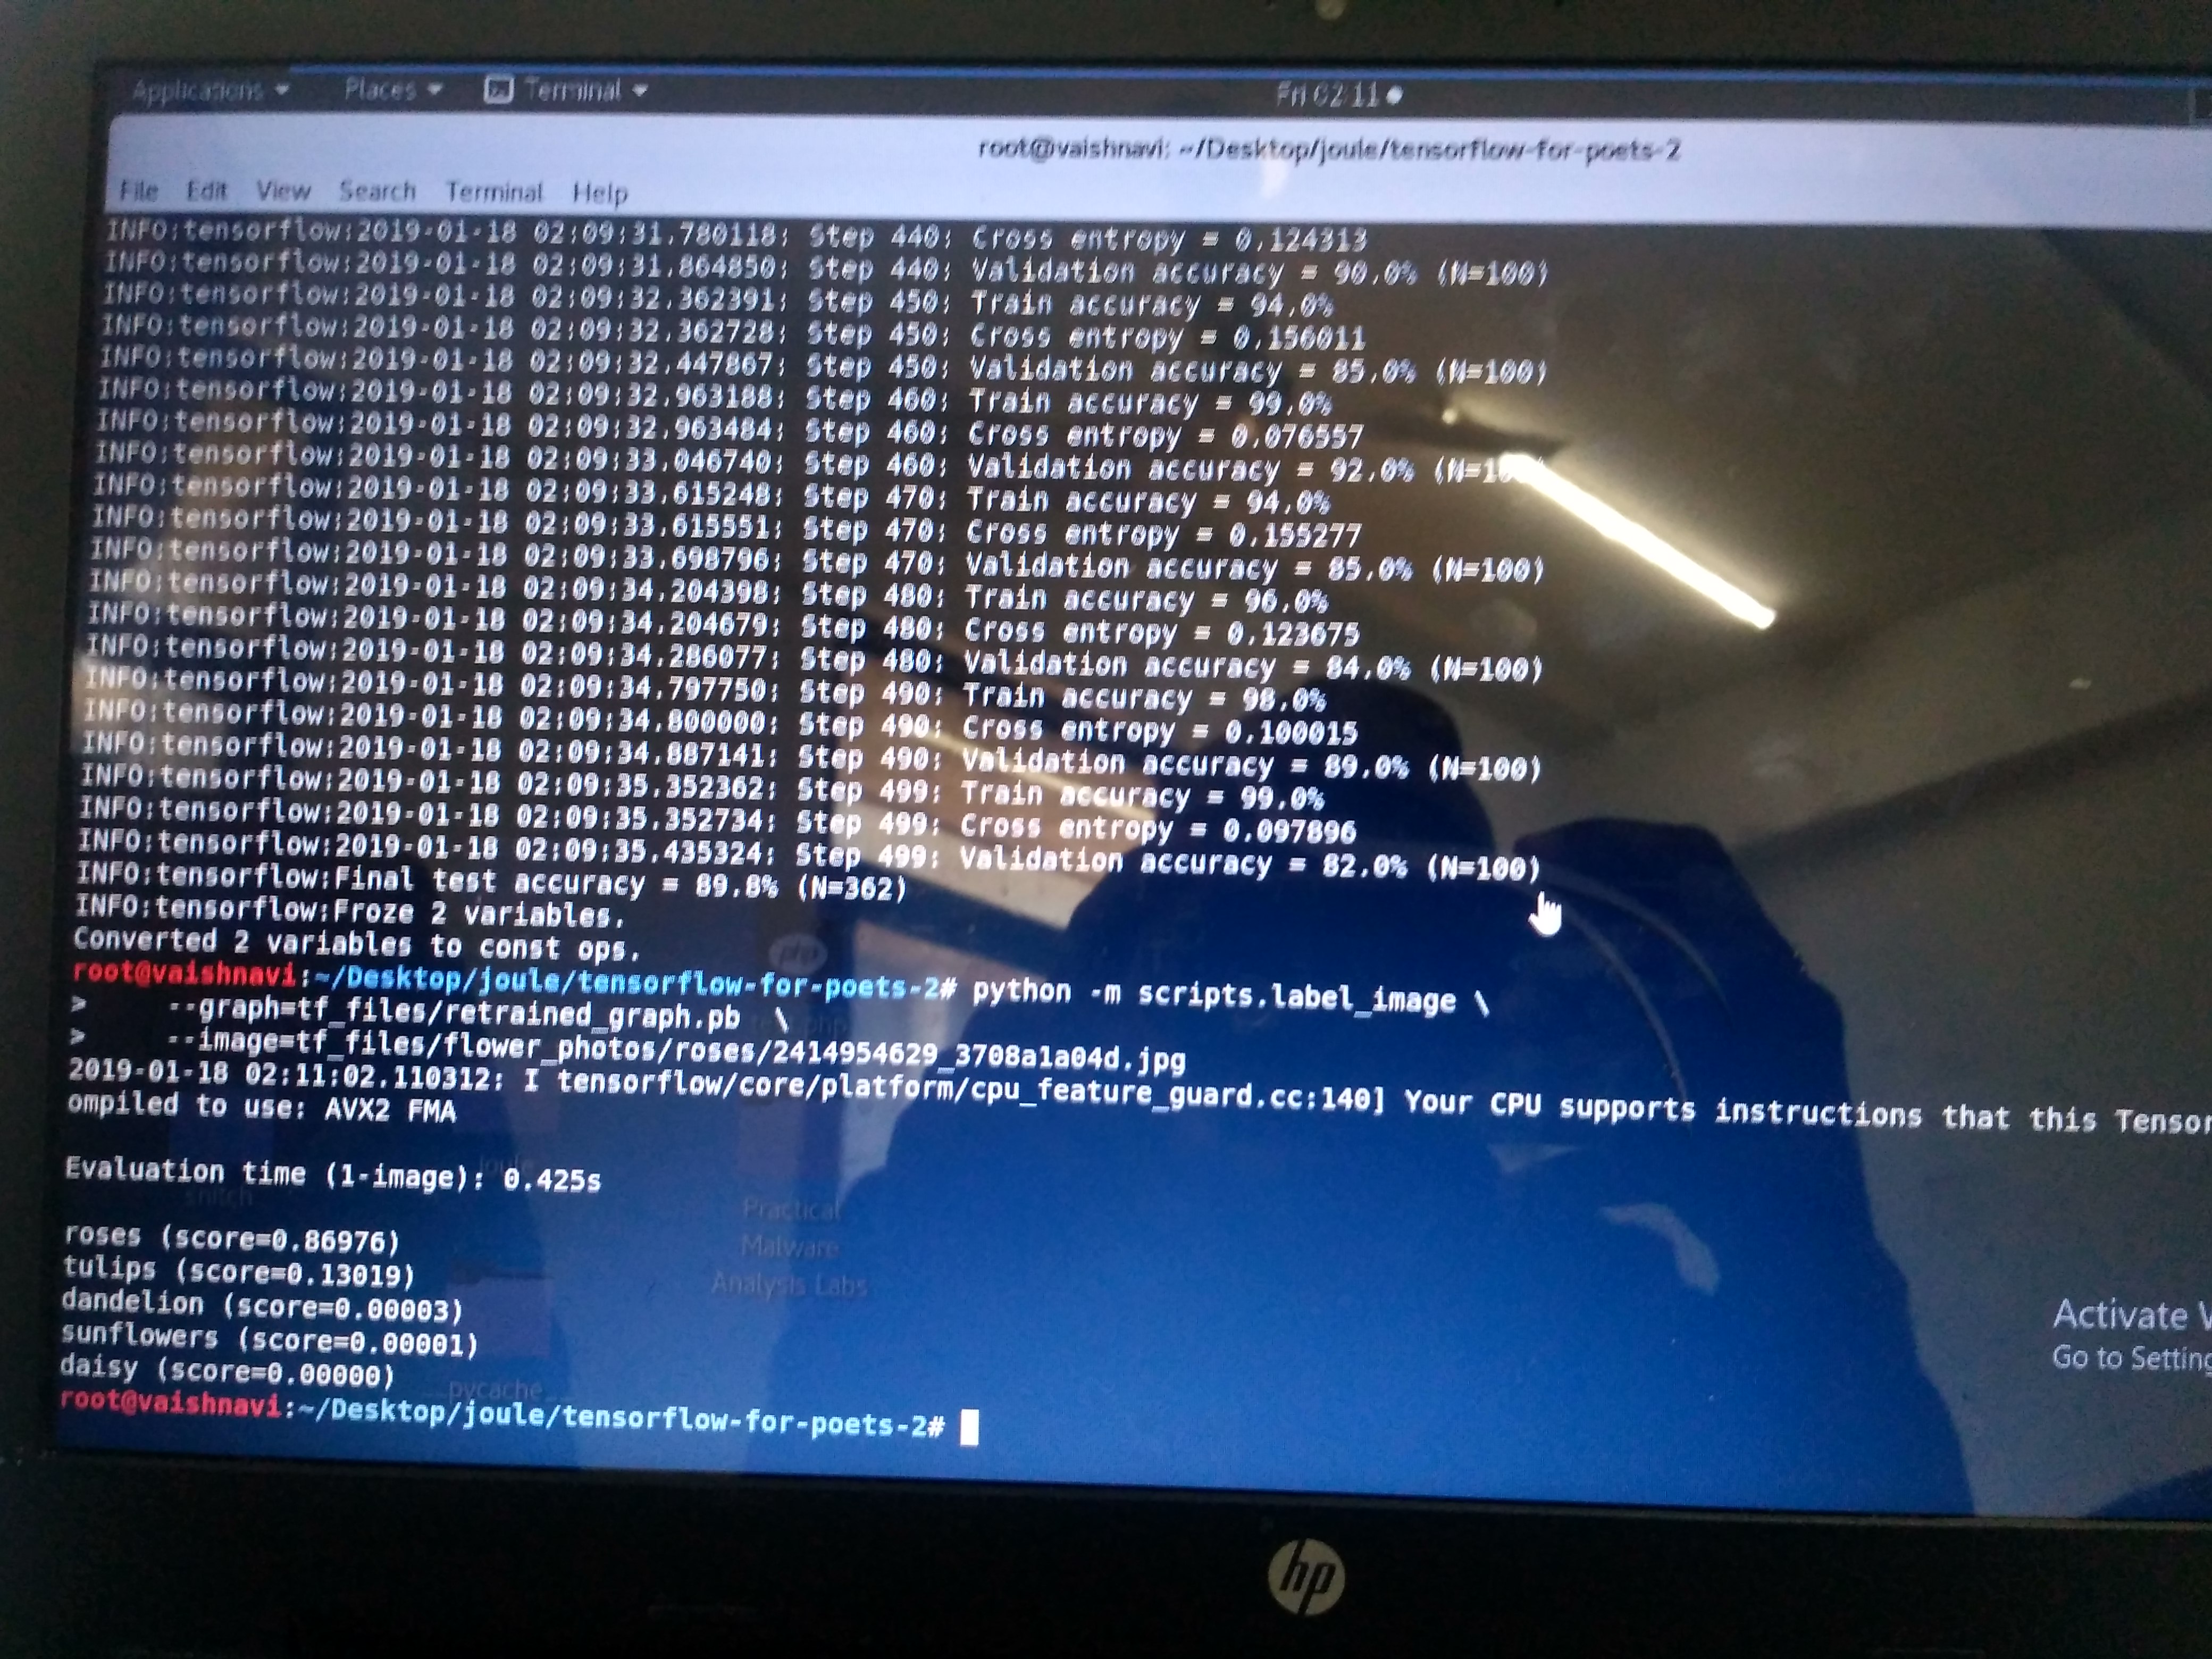 Applications Places Terminal Fri 02:11
root@vaishnavi: ~/Desktop/joule/tensorflow-for-poets-2
File Edit View Search Terminal Help
INFO:tensorflow:2019-01-18 02:09:31.780118: Step 440: Cross entropy = 0.124313
INFO:tensorflow:2019-01-18 02:09:31.864850: Step 440: Validation accuracy = 90.0% (N=100)
INFO:tensorflow:2019-01-18 02:09:32.362391: Step 450: Train accuracy = 94.0%
INFO:tensorflow:2019-01-18 02:09:32.362728: Step 450: Cross entropy = 0.156011
INFO:tensorflow:2019-01-18 02:09:32.447867: Step 450: Validation accuracy = 85.0% (N=100)
INFO:tensorflow:2019-01-18 02:09:32.963188: Step 460: Train accuracy = 99.0%
INFO:tensorflow:2019-01-18 02:09:32.963484: Step 460: Cross entropy = 0.076557
INFO:tensorflow:2019-01-18 02:09:33.046740: Step 460: Validation accuracy = 92.0%
INFO:tensorflow:2019-01-18 02:09:33.615248: Step 470: Train accuracy = 94.0%
INFO:tensorflow:2019-01-18 02:09:33.615551: Step 470: Cross entropy = 0.155277
INFO:tensorflow:2019-01-18 02:09:33.698796: Step 470: Validation accuracy = 85.0% (N=100)
INFO:tensorflow:2019-01-18 02:09:34.204398: Step 480: Train accuracy = 96.0%
INFO:tensorflow:2019-01-18 02:09:34.204679: Step 480: Cross entropy = 0.123675
INFO:tensorflow:2019-01-18 02:09:34.286077: Step 480: Validation accuracy = 84.0% (N=100)
INFO:tensorflow:2019-01-18 02:09:34.797750: Step 490: Train accuracy = 98.0%
INFO:tensorflow:2019-01-18 02:09:34.800000: Step 490: Cross entropy = 0.100015
INFO:tensorflow:2019-01-18 02:09:34.887141: Step 490: Validation accuracy = 89.0% (N=100)
INFO:tensorflow:2019-01-18 02:09:35.352362: Step 499: Train accuracy = 99.0%
INFO:tensorflow:2019-01-18 02:09:35.352734: Step 499: Cross entropy = 0.097896
INFO:tensorflow:2019-01-18 02:09:35.435324: Step 499: Validation accuracy = 82.0% (N=100)
INFO:tensorflow:Final test accuracy = 89.8% (N=362)
INFO:tensorflow:Froze 2 variables.
Converted 2 variables to const ops.
root@vaishnavi:~/Desktop/joule/tensorflow-for-poets-2# python -m scripts.label_image \
> --graph=tf_files/retrained_graph.pb \
> --image=tf_files/flower_photos/roses/2414954629_3708a1a04d.jpg
2019-01-18 02:11:02.110312: I tensorflow/core/platform/cpu_feature_guard.cc:140] Your CPU supports instructions that this Tensor
ompiled to use: AVX2 FMA
Evaluation time (1-image): 0.425s
snitch
Practical
Malware
Analysis Labs
roses (score=0.86976)
tulips (score=0.13019)
dandelion (score=0.00003)
sunflowers (score=0.00001)
daisy (score=0.00000)
__pycache__
root@vaishnavi:~/Desktop/joule/tensorflow-for-poets-2#
Activate
Go to Setting
hp